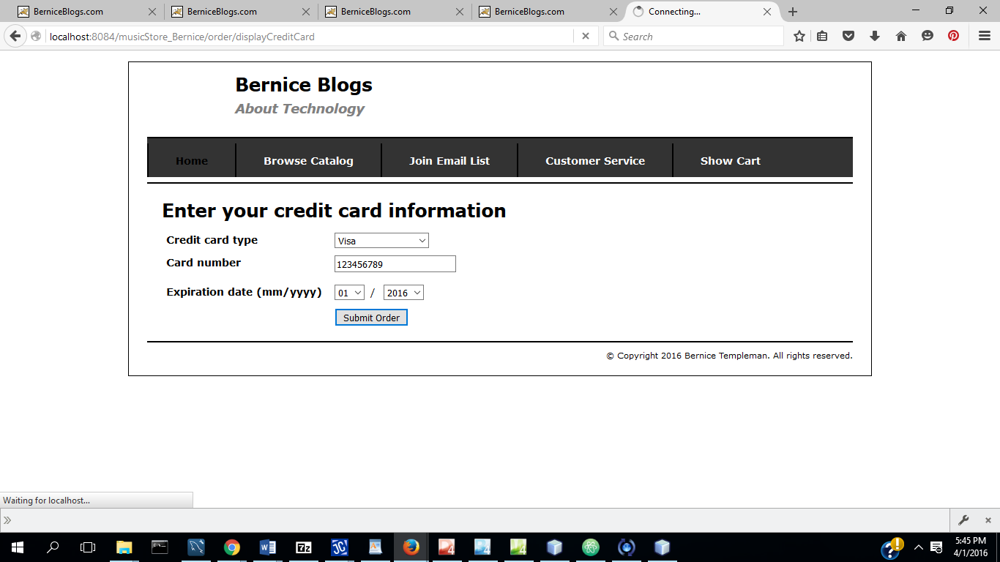 BerniceBlogs.com BerniceBlogs.com BerniceBlogs.com BerniceBlogs.com Connecting...
localhost:8084/musicStore_Bernice/order/displayCreditCard Search
Bernice Blogs
About Technology
Home Browse Catalog Join Email List Customer Service Show Cart
Enter your credit card information
Credit card type Visa
Card number 123456789
Expiration date (mm/yyyy) 01 / 2016
Submit Order
© Copyright 2016 Bernice Templeman. All rights reserved.
Waiting for localhost...
5:45 PM
4/1/2016